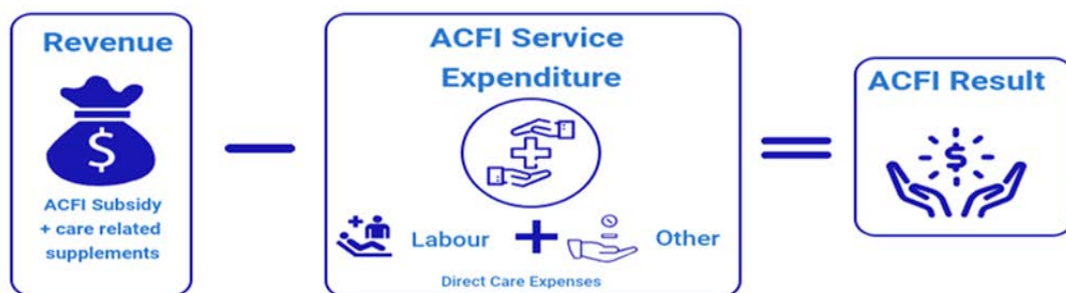 Revenue
$
ACFI Subsidy
+ care related
supplements
ACFI Service
Expenditure
Labour
Other
Direct Care Expenses
ACFI Result
$